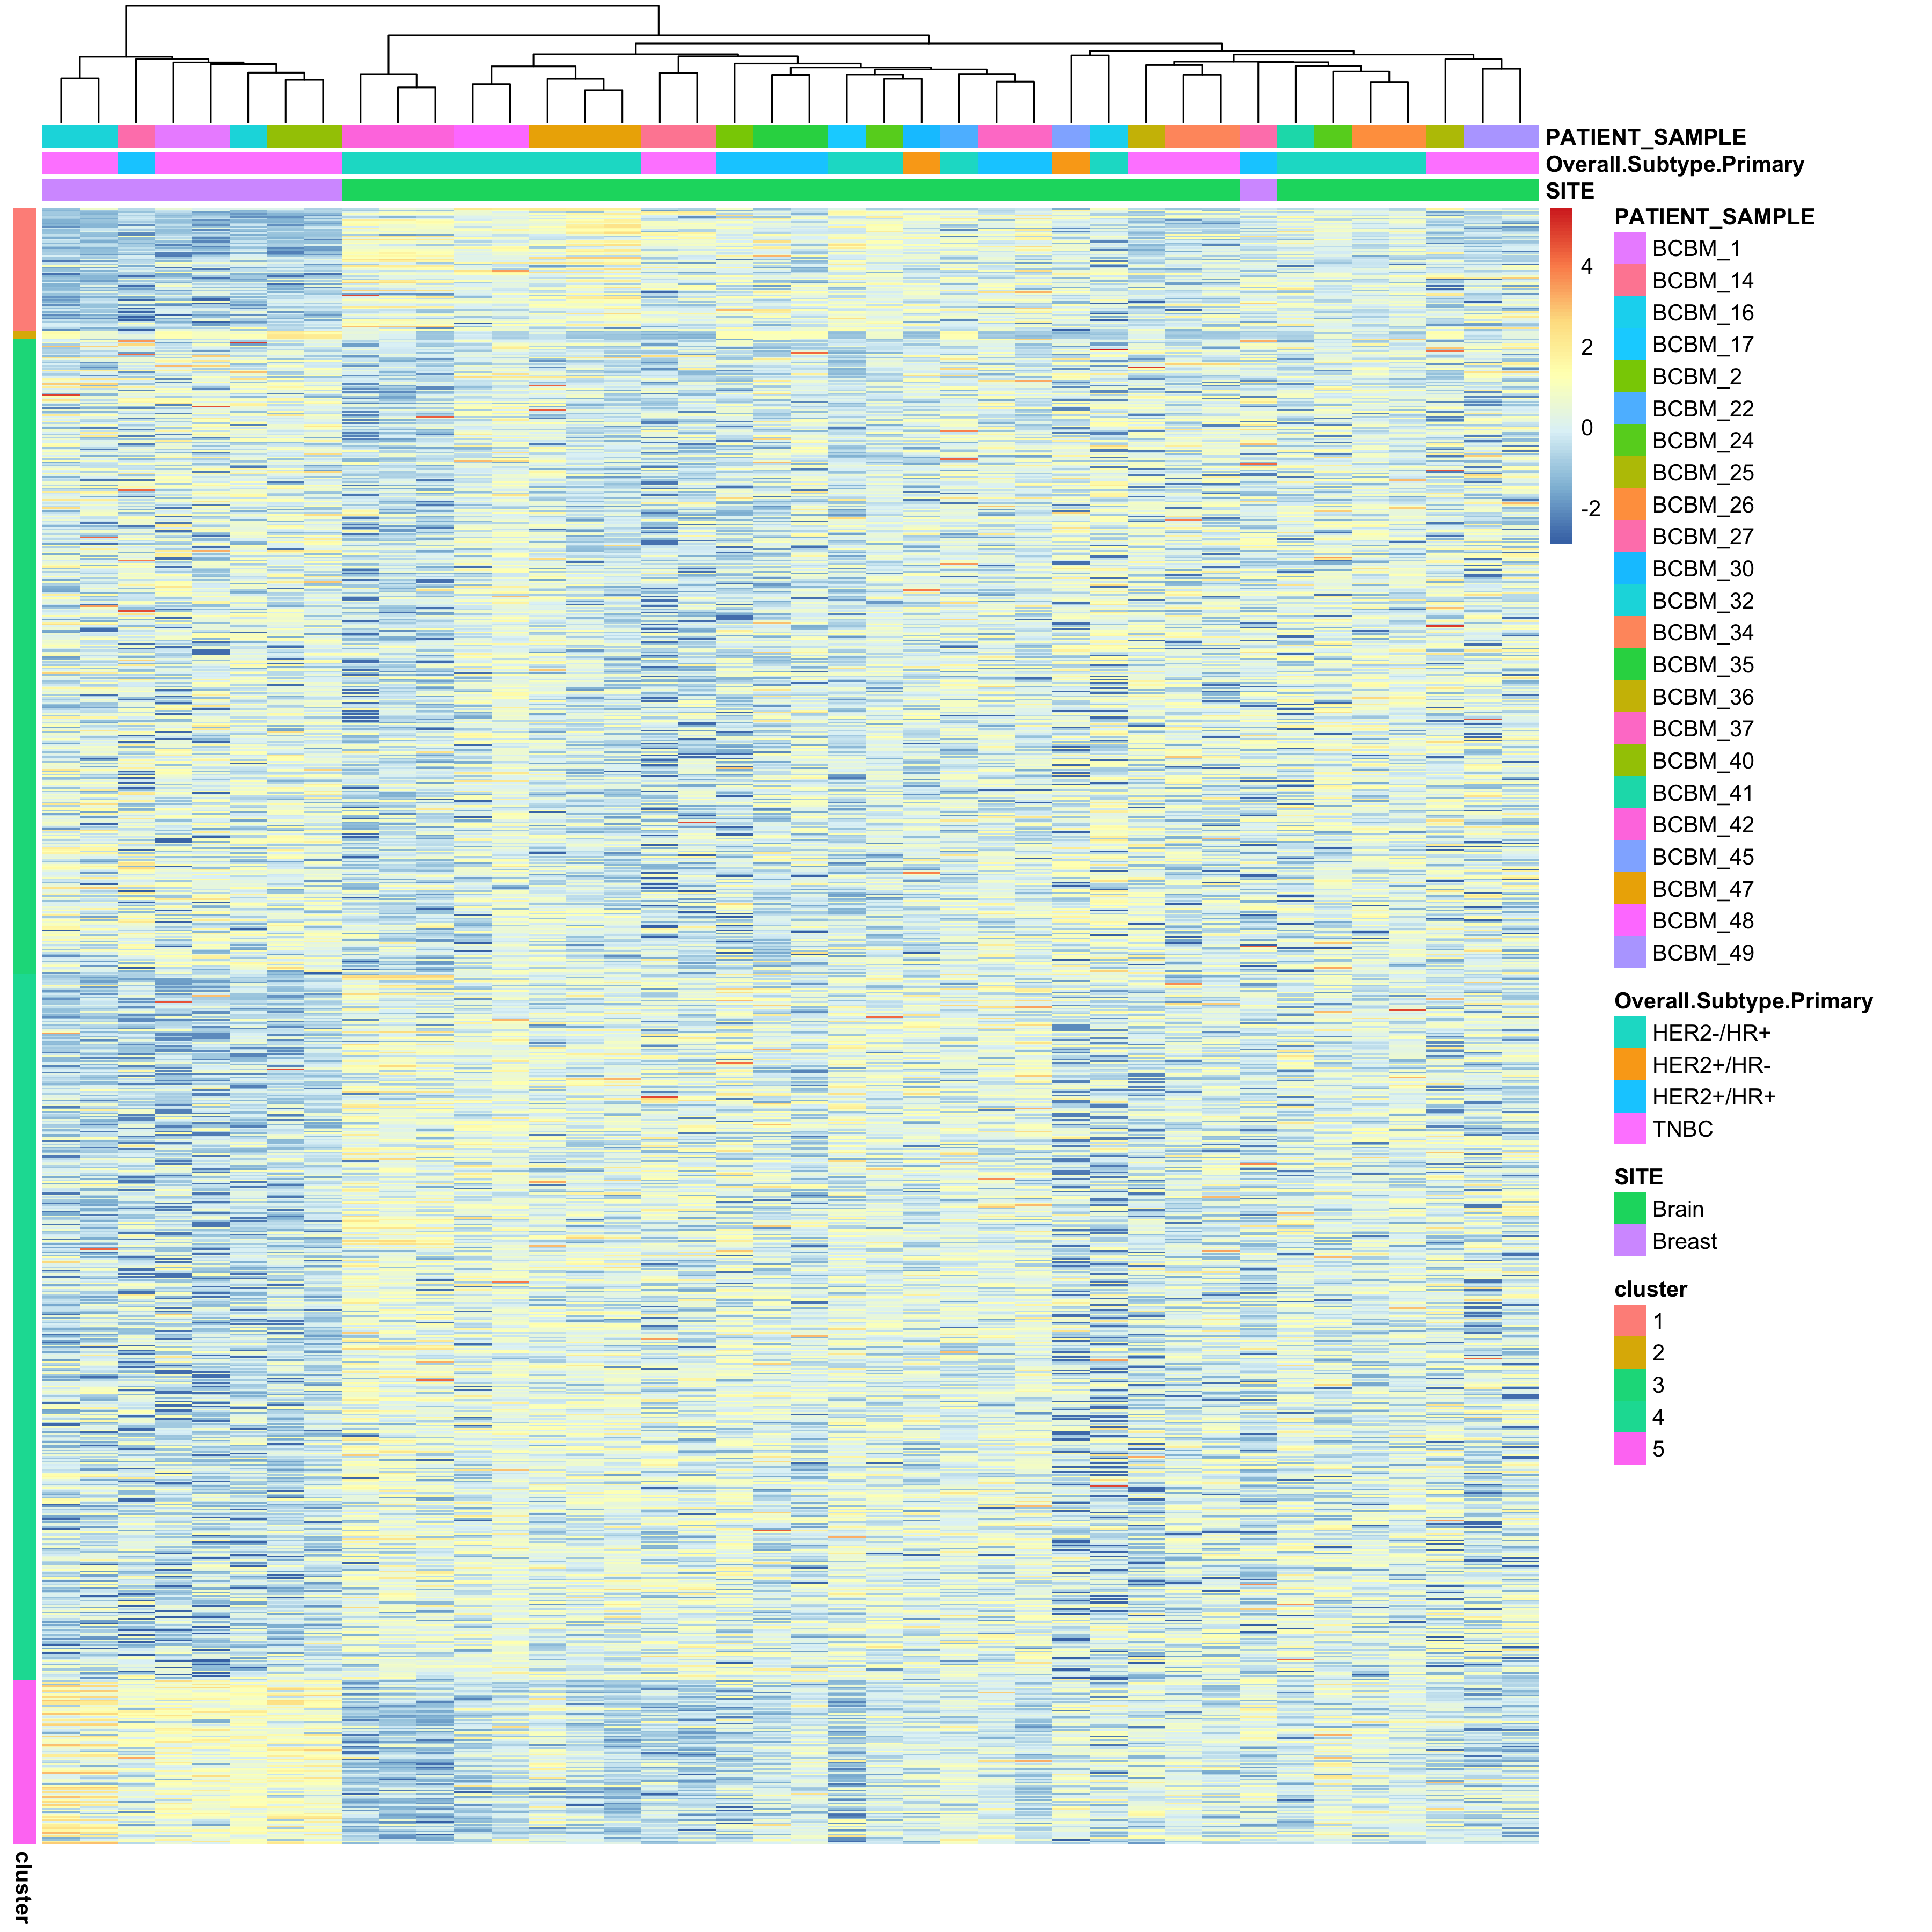 PATIENT_SAMPLE
Overall.Subtype.Primary
SITE
4
2
0
-2
PATIENT_SAMPLE
BCBM_1
BCBM_14
BCBM_16
BCBM_17
BCBM_2
BCBM_22
BCBM_24
BCBM_25
BCBM_26
BCBM_27
BCBM_30
BCBM_32
BCBM_34
BCBM_35
BCBM_36
BCBM_37
BCBM_40
BCBM_41
BCBM_42
BCBM_45
BCBM_47
BCBM_48
BCBM_49
Overall.Subtype.Primary
HER2-/HR+
HER2+/HR-
HER2+/HR+
TNBC
SITE
Brain
Breast
cluster
1
2
3
4
5
cluster